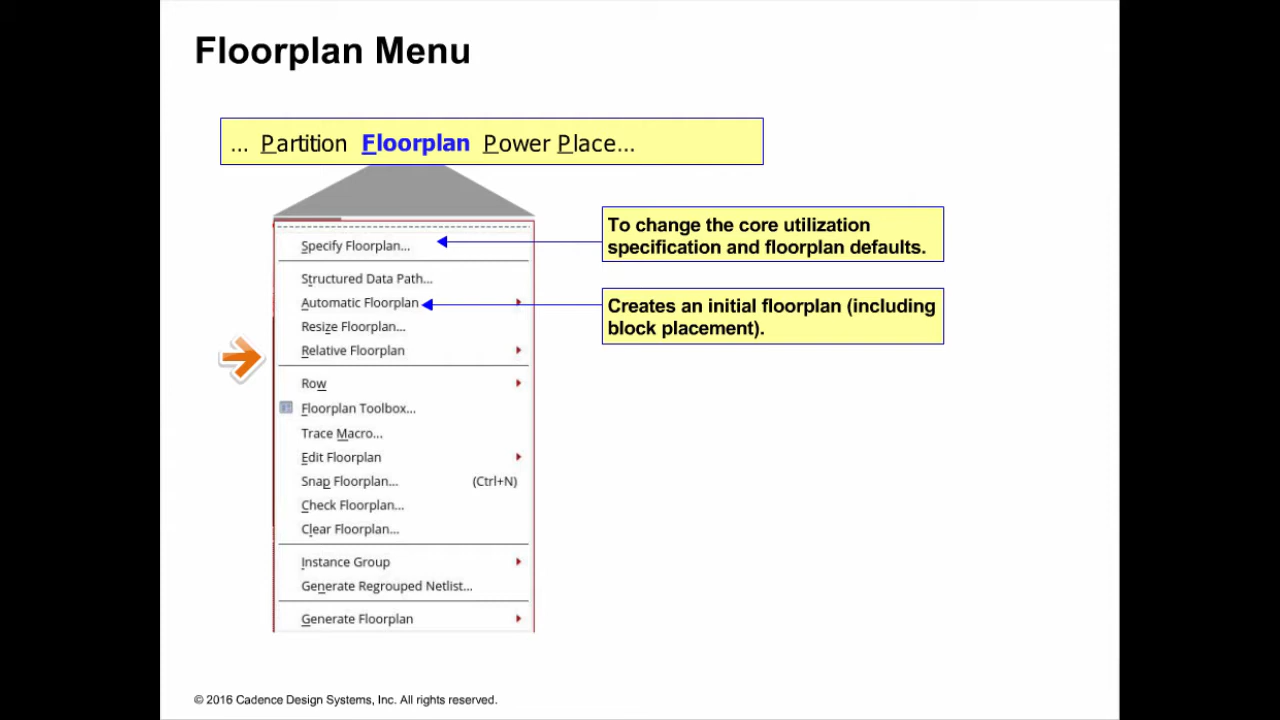 Floorplan Menu
... Partition Floorplan Power Place...
Specify Floorplan...
To change the core utilization
specification and floorplan defaults.
Structured Data Path...
Automatic Floorplan
Creates an initial floorplan (including
block placement).
Resize Floorplan...
Relative Floorplan
Row
Floorplan Toolbox...
Trace Macro...
Edit Floorplan
Snap Floorplan... (Ctrl+N)
Check Floorplan...
Clear Floorplan...
Instance Group
Generate Regrouped Netlist...
Generate Floorplan
© 2016 Cadence Design Systems, Inc. All rights reserved.